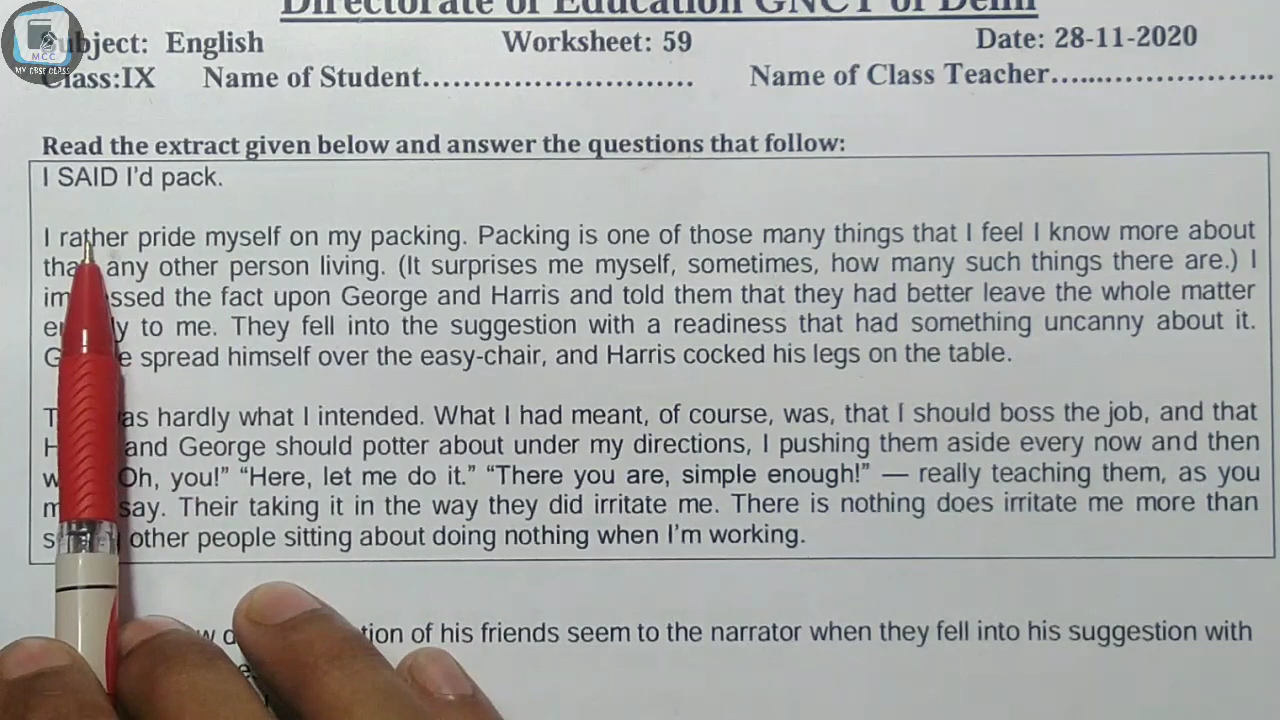 Directorate of Education GNCT of Delhi
MCC
MY CBSE CLASS
Subject: English Worksheet: 59 Date: 28-11-2020
Class:IX Name of Student........................... Name of Class Teacher.........................
Read the extract given below and answer the questions that follow:
I SAID I'd pack.
I rather pride myself on my packing. Packing is one of those many things that I feel I know more about
any other person living. (It surprises me myself, sometimes, how many such things there are.) I
the fact upon George and Harris and told them that they had better leave the whole matter
to me. They fell into the suggestion with a readiness that had something uncanny about it.
spread himself over the easy-chair, and Harris cocked his legs on the table.
hardly what I intended. What I had meant, of course, was, that I should boss the job, and that
and George should potter about under my directions, I pushing them aside every now and then
Oh, you!” “Here, let me do it.” “There you are, simple enough!” — really teaching them, as you
say. Their taking it in the way they did irritate me. There is nothing does irritate me more than
other people sitting about doing nothing when I'm working.
of his friends seem to the narrator when they fell into his suggestion with